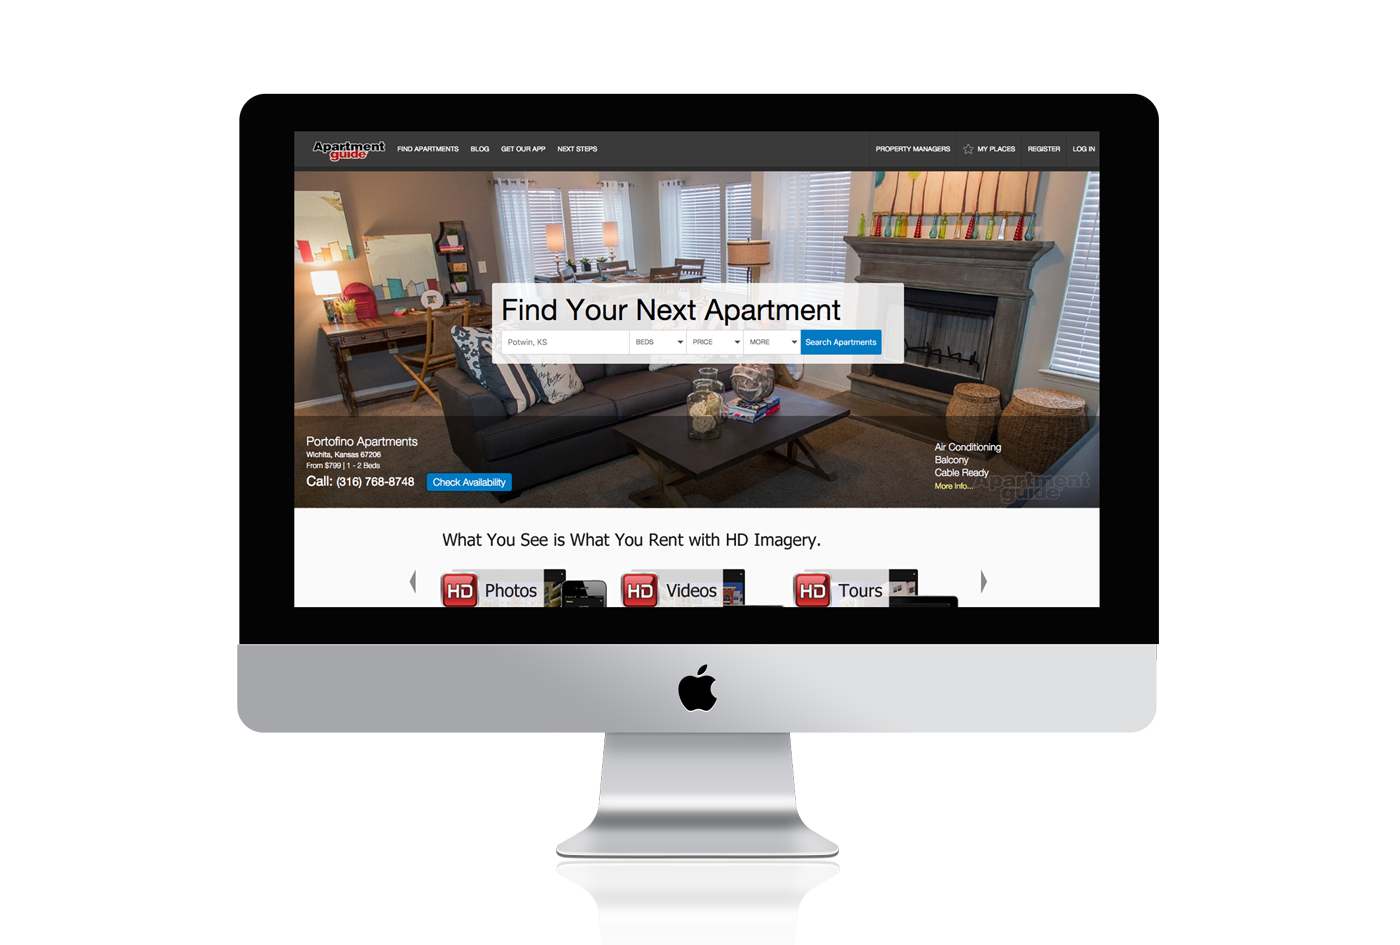 Apartment guide
FIND APARTMENTS BLOG GET OUR APP NEXT STEPS PROPERTY MANAGERS MY PLACES REGISTER LOG IN
Find Your Next Apartment
Potwin, KS BEDS PRICE MORE Search Apartments
Portofino Apartments
Wichita, Kansas 67206
From $799 | 1 - 2 Beds
Call: (316) 768-8748 Check Availability
Air Conditioning
Balcony
Cable Ready
More Info...
Apartment guide
What You See is What You Rent with HD Imagery.
HD Photos HD Videos HD Tours